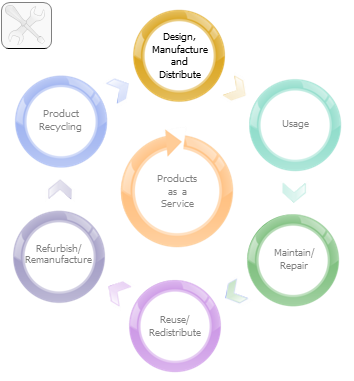 Design,
Manufacture
and
Distribute
Usage
Maintain/
Repair
Reuse/
Redistribute
Refurbish/
Remanufacture
Product
Recycling
Products
as a
Service